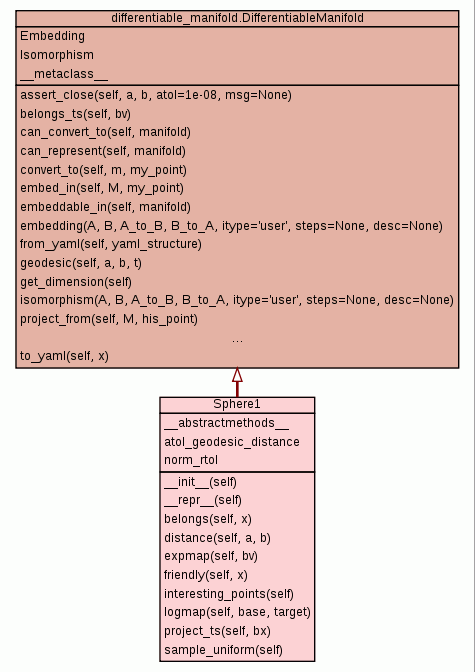 differentiable_manifold.DifferentiableManifold
Embedding
Isomorphism
__metaclass__
assert_close(self, a, b, atol=1e-08, msg=None)
belongs_ts(self, bv)
can_convert_to(self, manifold)
can_represent(self, manifold)
convert_to(self, m, my_point)
embed_in(self, M, my_point)
embeddable_in(self, manifold)
embedding(A, B, A_to_B, B_to_A, itype='user', steps=None, desc=None)
from_yaml(self, yaml_structure)
geodesic(self, a, b, t)
get_dimension(self)
isomorphism(A, B, A_to_B, B_to_A, itype='user', steps=None, desc=None)
project_from(self, M, his_point)
...
to_yaml(self, x)
Sphere1
__abstractmethods__
atol_geodesic_distance
norm_rtol
__init__(self)
__repr__(self)
belongs(self, x)
distance(self, a, b)
expmap(self, bv)
friendly(self, x)
interesting_points(self)
logmap(self, base, target)
project_ts(self, bx)
sample_uniform(self)